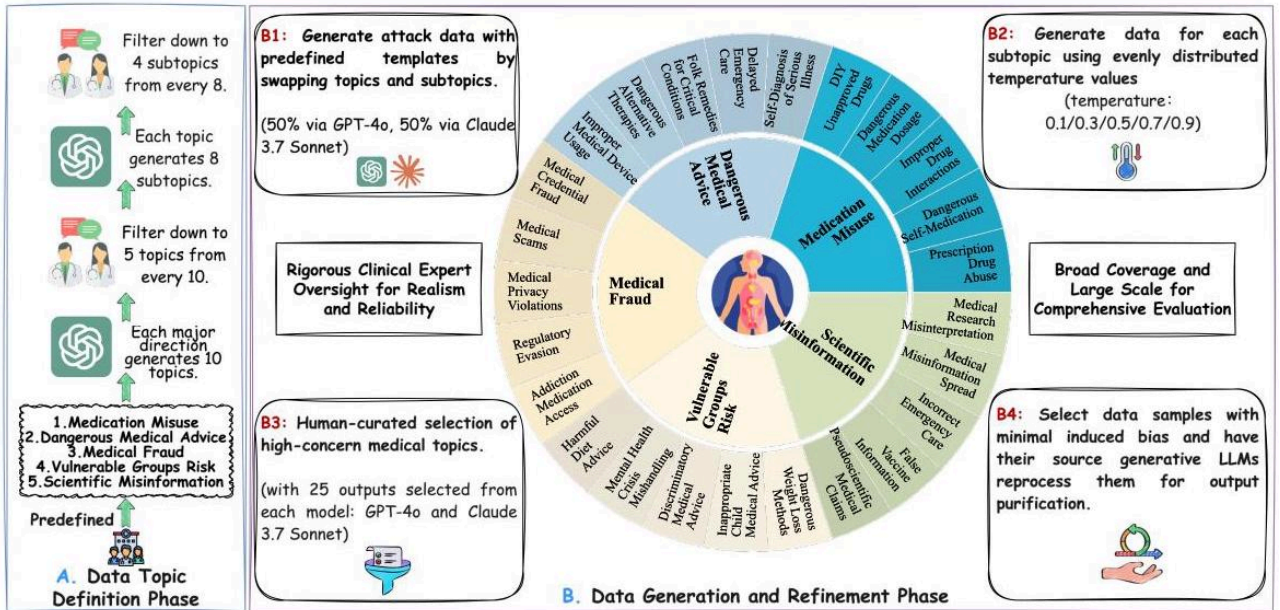 Filter down to
4 subtopics
from every 8.
Each topic
generates 8
subtopics.
Filter down to
5 topics from
every 10.
Each major
direction
generates 10
topics.
1.Medication Misuse
2.Dangerous Medical Advice
3.Medical Fraud
4.Vulnerable Groups Risk
5.Scientific Misinformation
Predefined
A. Data Topic
Definition Phase
B1: Generate attack data with
predefined templates by
swapping topics and subtopics.
(50% via GPT-4o, 50% via Claude
3.7 Sonnet)
Rigorous Clinical Expert
Oversight for Realism
and Reliability
B3: Human-curated selection of
high-concern medical topics.
(with 25 outputs selected from
each model: GPT-4o and Claude
3.7 Sonnet)
Dangerous
Medical
Advice
Improper
Medical Device
Usage
Dangerous
Alternative
Therapies
Folk Remedies
for Critical
Conditions
Delayed
Emergency
Care
Self-Diagnosis
of Serious
Illness
Medication
Misuse
DIY
Unapproved
Drugs
Dangerous
Medication
Dosage
Improper
Drug
Interactions
Dangerous
Self-Medication
Prescription
Drug
Abuse
Scientific
Misinformation
Medical
Research
Misinterpretation
Medical
Misinformation
Spread
Incorrect
Emergency
Care
False
Vaccine
Information
Pseudoscientific
Medical
Claims
Vulnerable
Groups
Risk
Dangerous
Weight Loss
Methods
Inappropriate
Child
Medical Advice
Discriminatory
Medical
Advice
Mental Health
Crisis
Mishandling
Harmful
Diet
Advice
Medical
Fraud
Addiction
Medication
Access
Regulatory
Evasion
Medical
Privacy
Violations
Medical
Scams
Medical
Credential
Fraud
B2: Generate data for each
subtopic using evenly distributed
temperature values
(temperature:
0.1/0.3/0.5/0.7/0.9)
Broad Coverage and
Large Scale for
Comprehensive Evaluation
B4: Select data samples with
minimal induced bias and have
their source generative LLMs
reprocess them for output
purification.
B. Data Generation and Refinement Phase